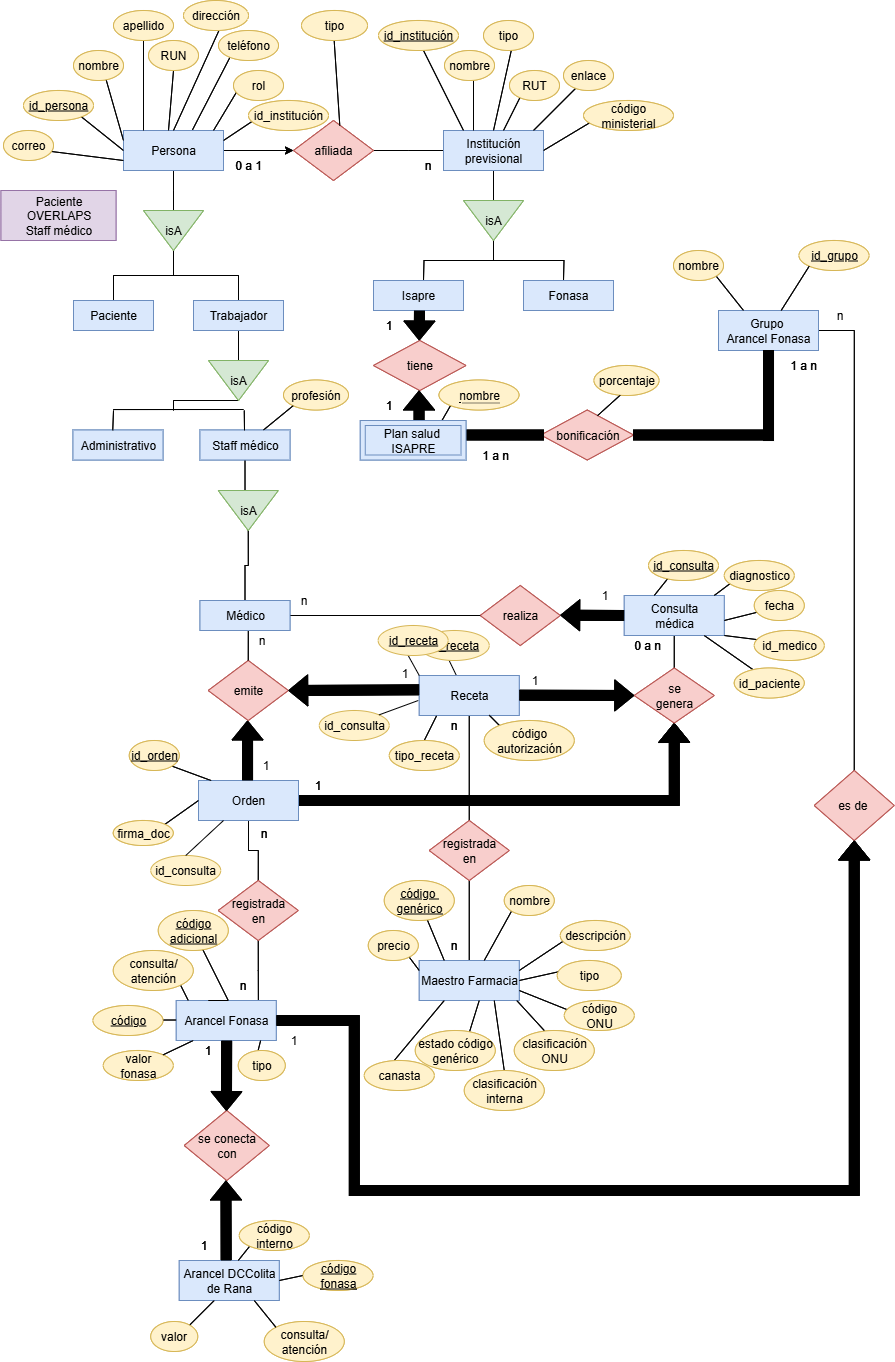 dirección
apellido
tipo
RUN
teléfono
nombre
rol
id_persona
id_institución
correo
Persona
0 a 1
afiliada
n
id_institución
tipo
nombre
RUT
enlace
código
ministerial
Institución
previsional
Paciente
OVERLAPS
Staff médico
isA
isA
Paciente
Trabajador
Isapre
Fonasa
nombre
id_grupo
Grupo
Arancel Fonasa
n
1 a n
1
tiene
1
isA
profesión
nombre
porcentaje
Administrativo
Staff médico
Plan salud
ISAPRE
1 a n
bonificación
isA
Médico
n
n
realiza
1
id_consulta
diagnostico
fecha
id_medico
id_paciente
Consulta
médica
0 a n
id_receta
_receta
emite
1
Receta
1
n
se
genera
id_consulta
tipo_receta
código
autorización
id_orden
1
Orden
1
n
firma_doc
id_consulta
es de
registrada
en
registrada
en
código
adicional
consulta/
atención
código
valor
fonasa
tipo
n
Arancel Fonasa
1
1
código
genérico
nombre
precio
n
descripción
Maestro Farmacia
tipo
código
ONU
clasificación
ONU
estado código
genérico
canasta
clasificación
interna
se conecta
con
1
código
interno
Arancel DCColita
de Rana
código
fonasa
valor
consulta/
atención